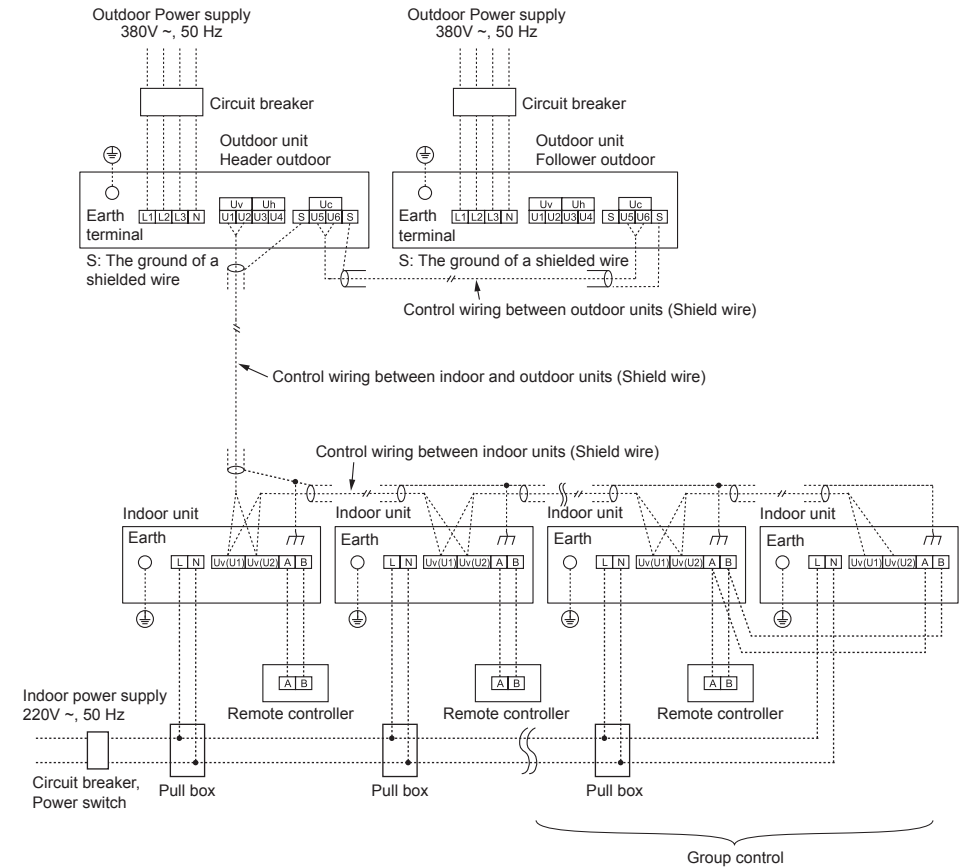 Outdoor Power supply
380V ~, 50 Hz
Outdoor Power supply
380V ~, 50 Hz
Circuit breaker
Circuit breaker
Outdoor unit
Header outdoor
Outdoor unit
Follower outdoor
Uv Uh Uc
Earth
terminal
L1 L2 L3 N U1 U2 U3 U4 S U5 U6 S
Uv Uh Uc
Earth
terminal
L1 L2 L3 N U1 U2 U3 U4 S U5 U6 S
S: The ground of a
shielded wire
S: The ground of a shielded wire
Control wiring between outdoor units (Shield wire)
Control wiring between indoor and outdoor units (Shield wire)
Control wiring between indoor units (Shield wire)
Indoor unit
Earth
L N Uv(U1) Uv(U2) A B
Indoor unit
Earth
L N Uv(U1) Uv(U2) A B
Indoor unit
Earth
L N Uv(U1) Uv(U2) A B
Indoor unit
Earth
L N Uv(U1) Uv(U2) A B
A B
Remote controller
A B
Remote controller
A B
Remote controller
Indoor power supply
220V ~, 50 Hz
Circuit breaker,
Power switch
Pull box
Pull box
Pull box
Group control